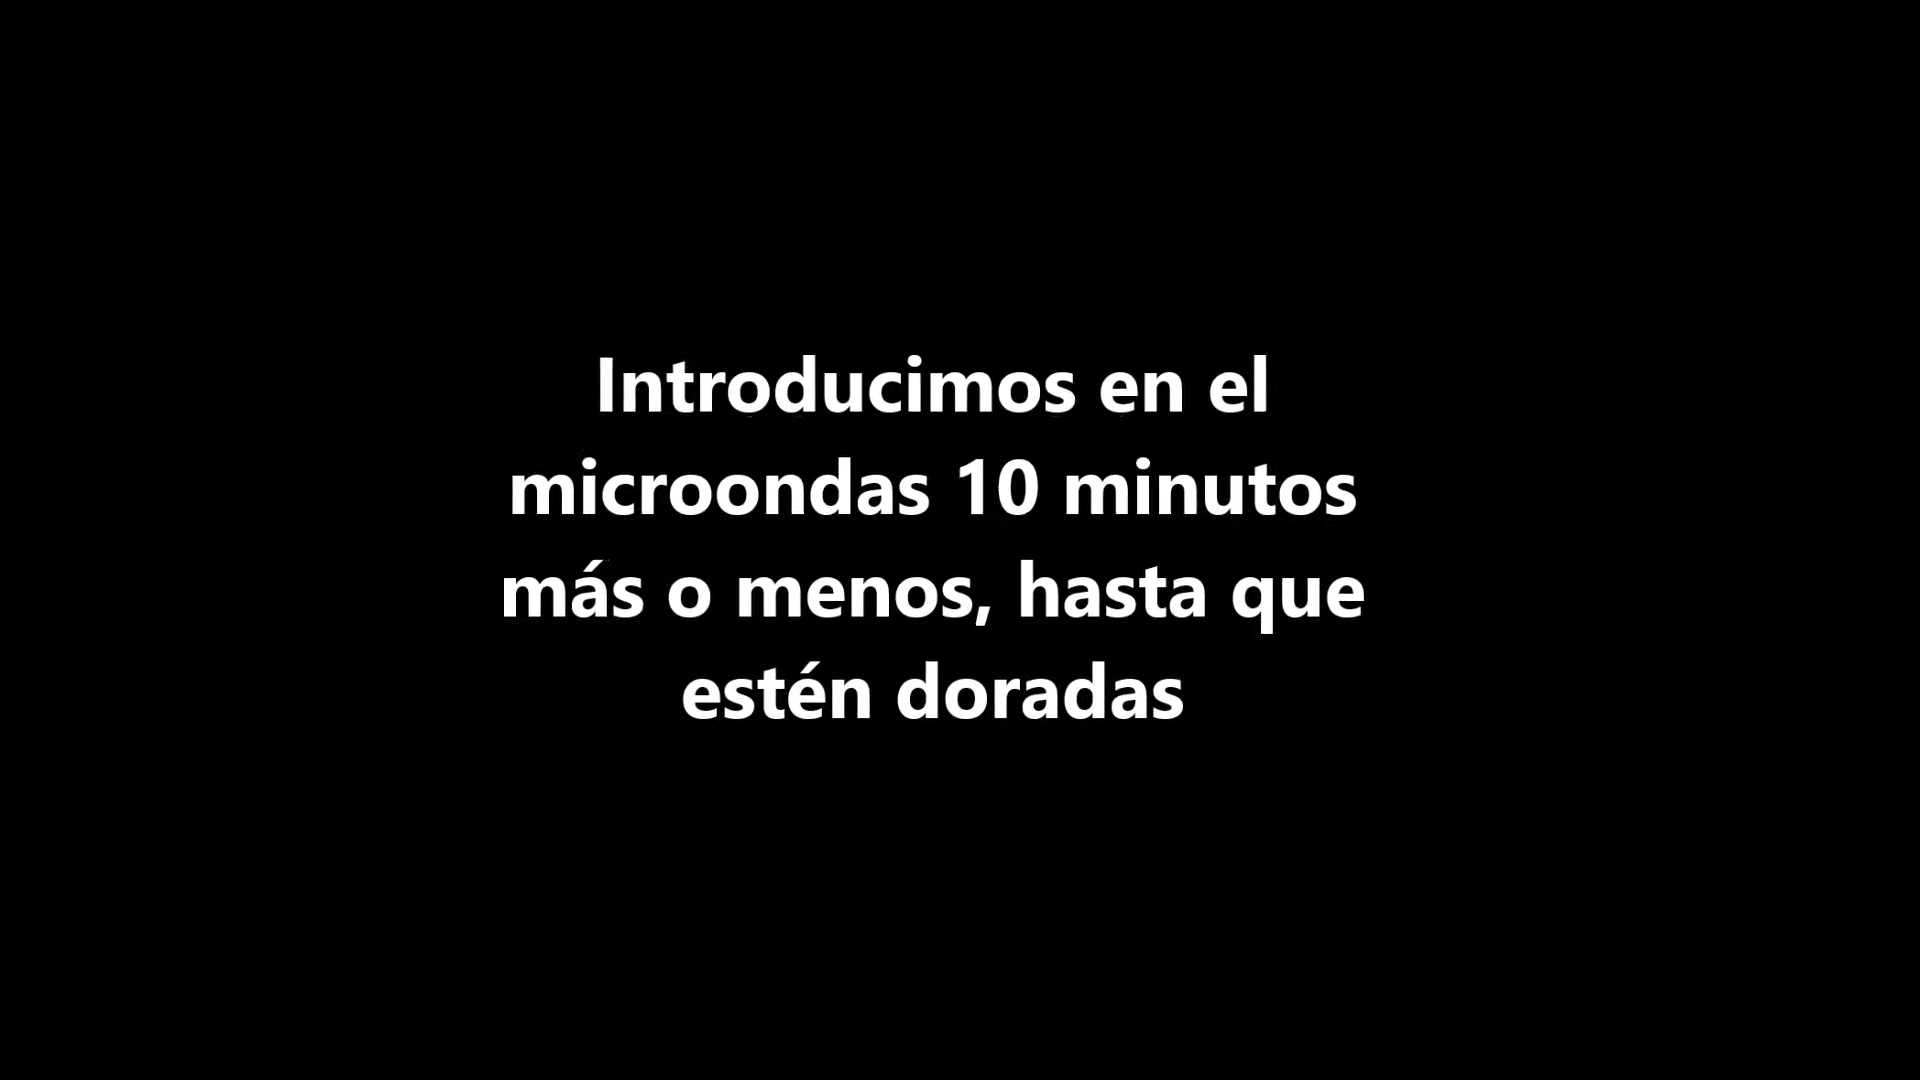 Introducimos en el
microondas 10 minutos
más o menos, hasta que
estén doradas